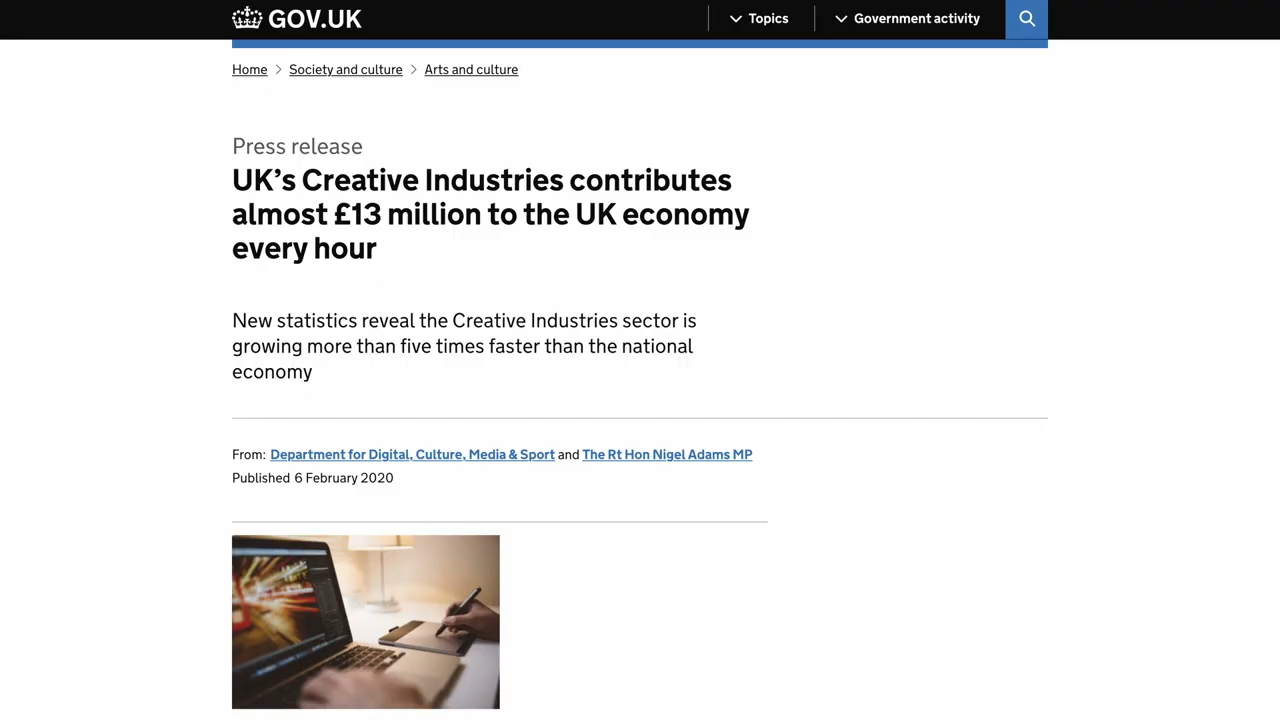 GOV.UK
Topics
Government activity
Home
Society and culture
Arts and culture
Press release
UK’s Creative Industries contributes
almost £13 million to the UK economy
every hour
New statistics reveal the Creative Industries sector is
growing more than five times faster than the national
economy
From: Department for Digital, Culture, Media & Sport and The Rt Hon Nigel Adams MP
Published 6 February 2020